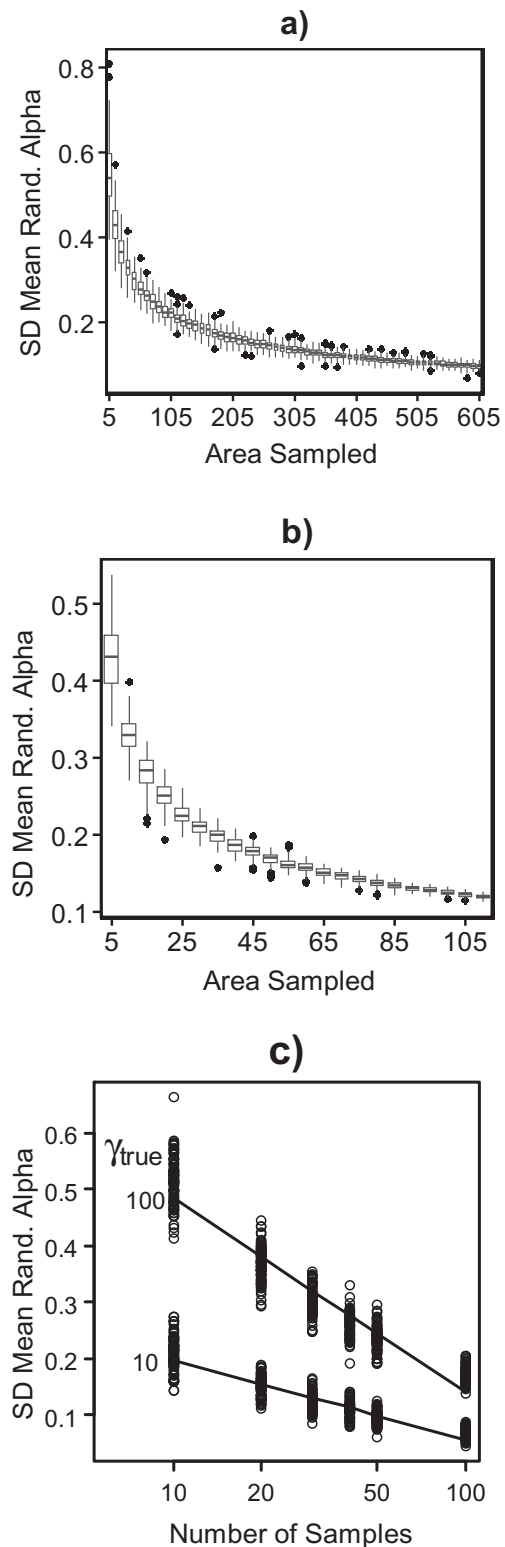 a)
SD Mean Rand. Alpha
0.8
0.6
0.4
0.2
5 105 205 305 405 505 605
Area Sampled
b)
SD Mean Rand. Alpha
0.5
0.4
0.3
0.2
0.1
5 25 45 65 85 105
Area Sampled
c)
SD Mean Rand. Alpha
0.6
0.5
0.4
0.3
0.2
0.1
γtrue
100
10
10 20 50 100
Number of Samples